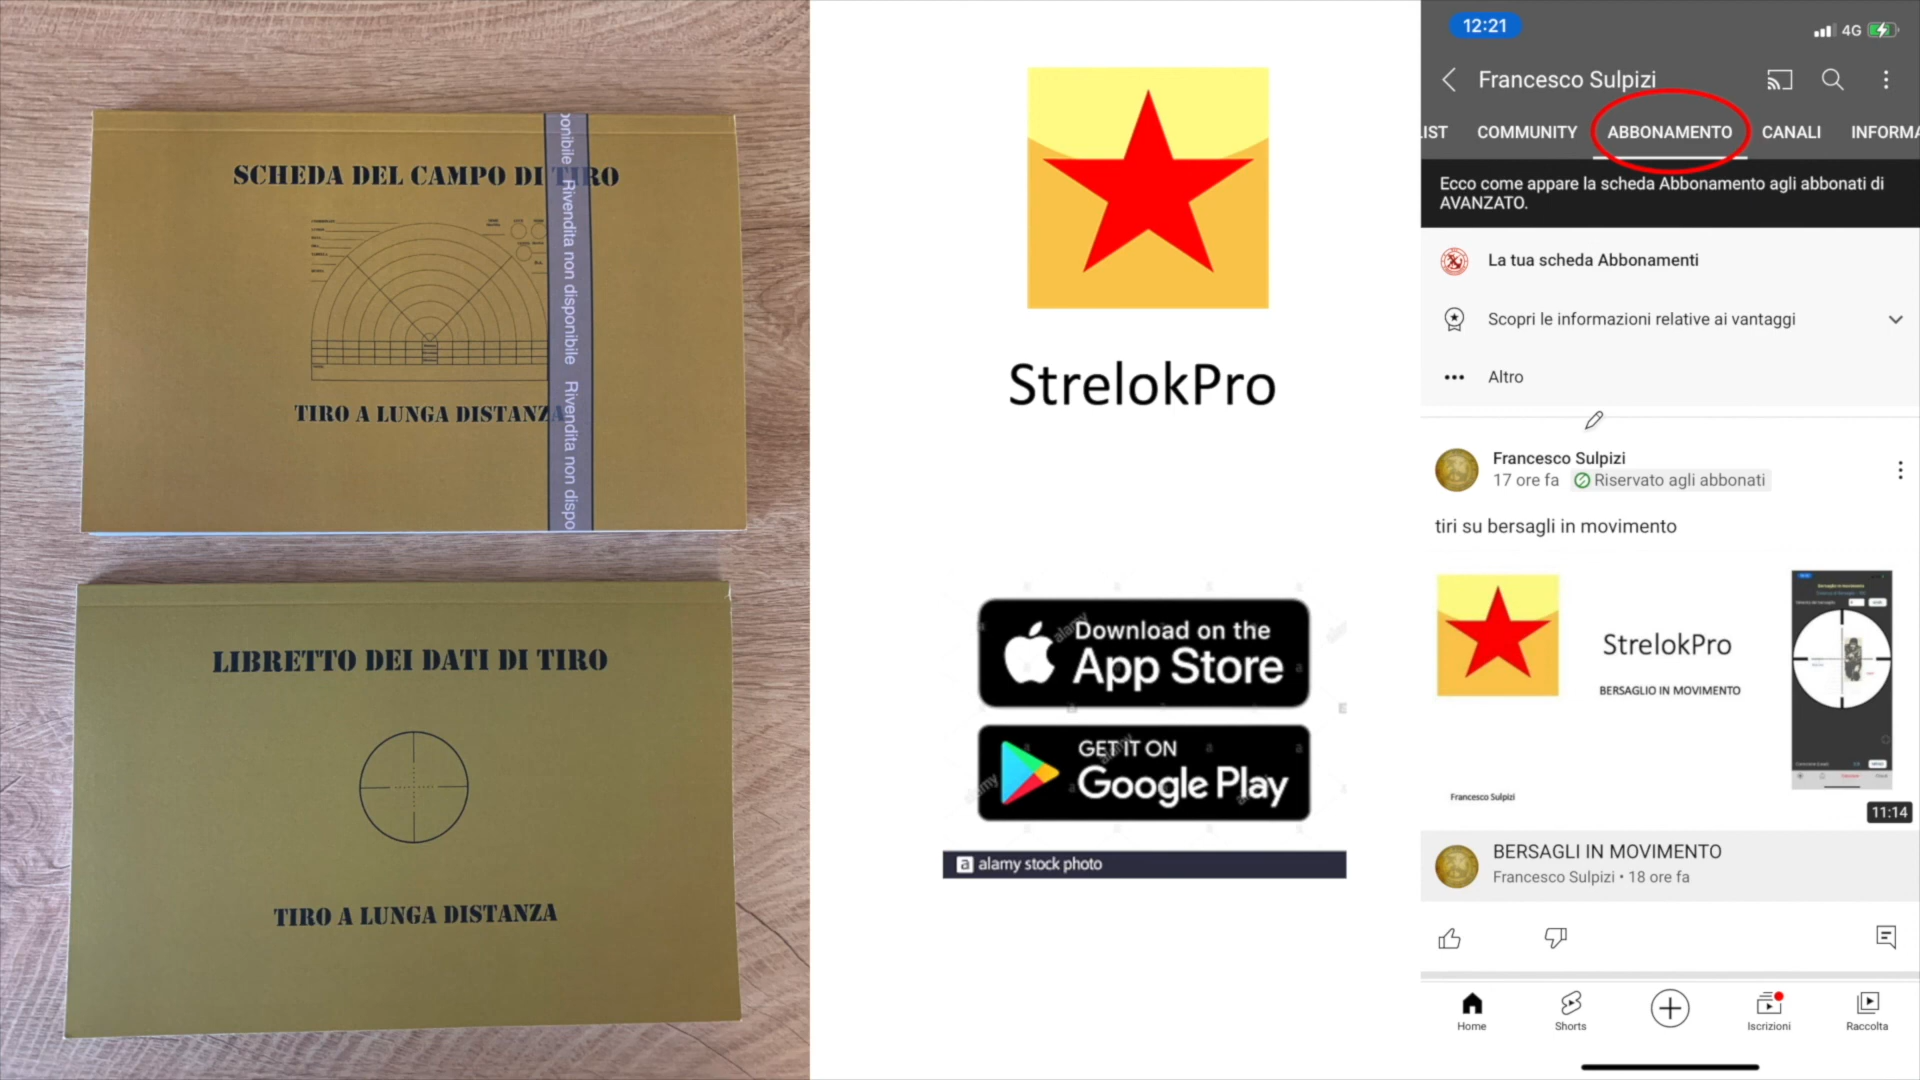 SCHEDA DEL CAMPO DI TIRO
TIRO A LUNGA DISTANZA
ponibile Rivendita non disponibile Rivendita non dispo
LIBRETTO DEI DATI DI TIRO
TIRO A LUNGA DISTANZA
StrelokPro
Download on the
App Store
GET IT ON
Google Play
alamy
a alamy stock photo
12:21
4G
Francesco Sulpizi
LIST COMMUNITY ABBONAMENTO CANALI INFORMA
Ecco come appare la scheda Abbonamento agli abbonati di
AVANZATO.
La tua scheda Abbonamenti
Scopri le informazioni relative ai vantaggi
Altro
Francesco Sulpizi
17 ore fa Riservato agli abbonati
tiri su bersagli in movimento
StrelokPro
BERSAGLIO IN MOVIMENTO
Francesco Sulpizi
11:14
BERSAGLI IN MOVIMENTO
Francesco Sulpizi • 18 ore fa
Home Shorts Iscrizioni Raccolta